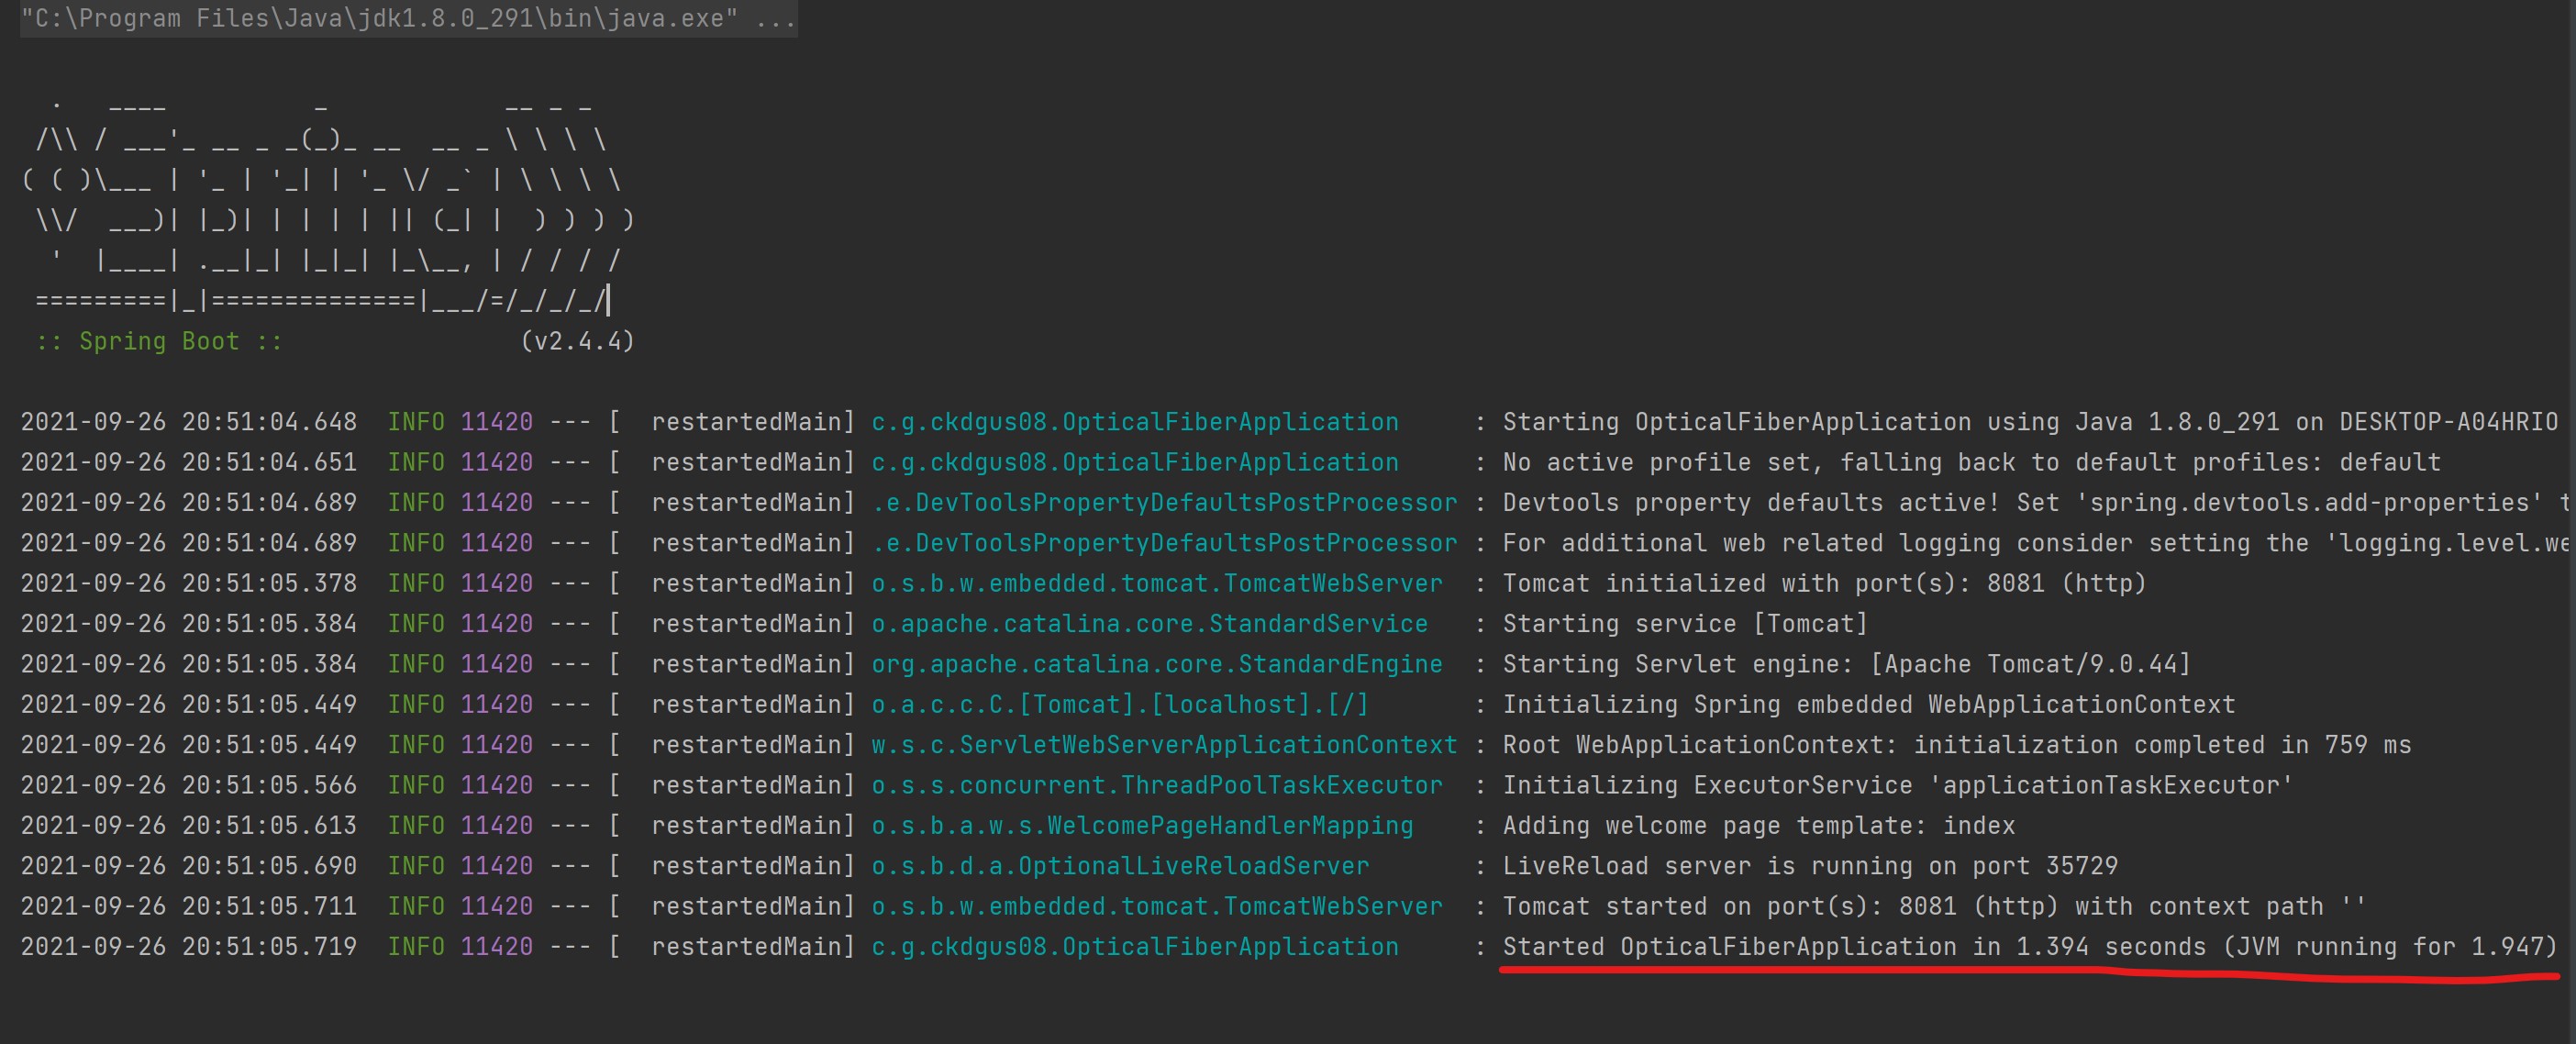 "C:\Program Files\Java\jdk1.8.0_291\bin\java.exe" ...
  .   ____          _            __ _ _
 /\\ / ___'_ __ _ _(_)_ __  __ _ \ \ \ \
( ( )\___ | '_ | '_| | '_ \/ _` | \ \ \ \
 \\/  ___)| |_)| | | | | || (_| |  ) ) ) )
  '  |____| .__|_| |_|_| |_\__, | / / / /
 =========|_|==============|___/=/_/_/_/
 :: Spring Boot ::                (v2.4.4)
2021-09-26 20:51:04.648  INFO 11420 --- [  restartedMain] c.g.ckdgus08.OpticalFiberApplication     : Starting OpticalFiberApplication using Java 1.8.0_291 on DESKTOP-A04HRIO
2021-09-26 20:51:04.651  INFO 11420 --- [  restartedMain] c.g.ckdgus08.OpticalFiberApplication     : No active profile set, falling back to default profiles: default
2021-09-26 20:51:04.689  INFO 11420 --- [  restartedMain] .e.DevToolsPropertyDefaultsPostProcessor : Devtools property defaults active! Set 'spring.devtools.add-properties' t
2021-09-26 20:51:04.689  INFO 11420 --- [  restartedMain] .e.DevToolsPropertyDefaultsPostProcessor : For additional web related logging consider setting the 'logging.level.we
2021-09-26 20:51:05.378  INFO 11420 --- [  restartedMain] o.s.b.w.embedded.tomcat.TomcatWebServer  : Tomcat initialized with port(s): 8081 (http)
2021-09-26 20:51:05.384  INFO 11420 --- [  restartedMain] o.apache.catalina.core.StandardService   : Starting service [Tomcat]
2021-09-26 20:51:05.384  INFO 11420 --- [  restartedMain] org.apache.catalina.core.StandardEngine  : Starting Servlet engine: [Apache Tomcat/9.0.44]
2021-09-26 20:51:05.449  INFO 11420 --- [  restartedMain] o.a.c.c.C.[Tomcat].[localhost].[/]       : Initializing Spring embedded WebApplicationContext
2021-09-26 20:51:05.449  INFO 11420 --- [  restartedMain] w.s.c.ServletWebServerApplicationContext : Root WebApplicationContext: initialization completed in 759 ms
2021-09-26 20:51:05.566  INFO 11420 --- [  restartedMain] o.s.s.concurrent.ThreadPoolTaskExecutor  : Initializing ExecutorService 'applicationTaskExecutor'
2021-09-26 20:51:05.613  INFO 11420 --- [  restartedMain] o.s.b.a.w.s.WelcomePageHandlerMapping    : Adding welcome page template: index
2021-09-26 20:51:05.690  INFO 11420 --- [  restartedMain] o.s.b.d.a.OptionalLiveReloadServer       : LiveReload server is running on port 35729
2021-09-26 20:51:05.711  INFO 11420 --- [  restartedMain] o.s.b.w.embedded.tomcat.TomcatWebServer  : Tomcat started on port(s): 8081 (http) with context path ''
2021-09-26 20:51:05.719  INFO 11420 --- [  restartedMain] c.g.ckdgus08.OpticalFiberApplication     : Started OpticalFiberApplication in 1.394 seconds (JVM running for 1.947)